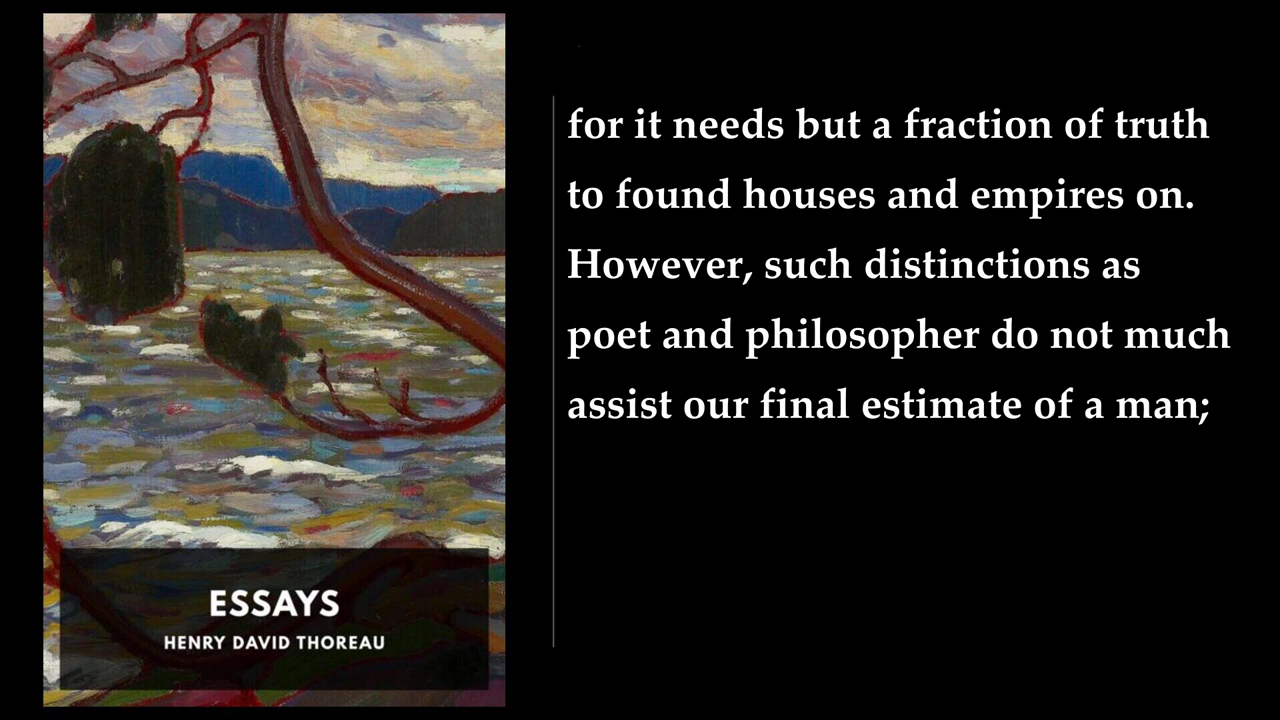 for it needs but a fraction of truth
to found houses and empires on.
However, such distinctions as
poet and philosopher do not much
assist our final estimate of a man;
ESSAYS
HENRY DAVID THOREAU